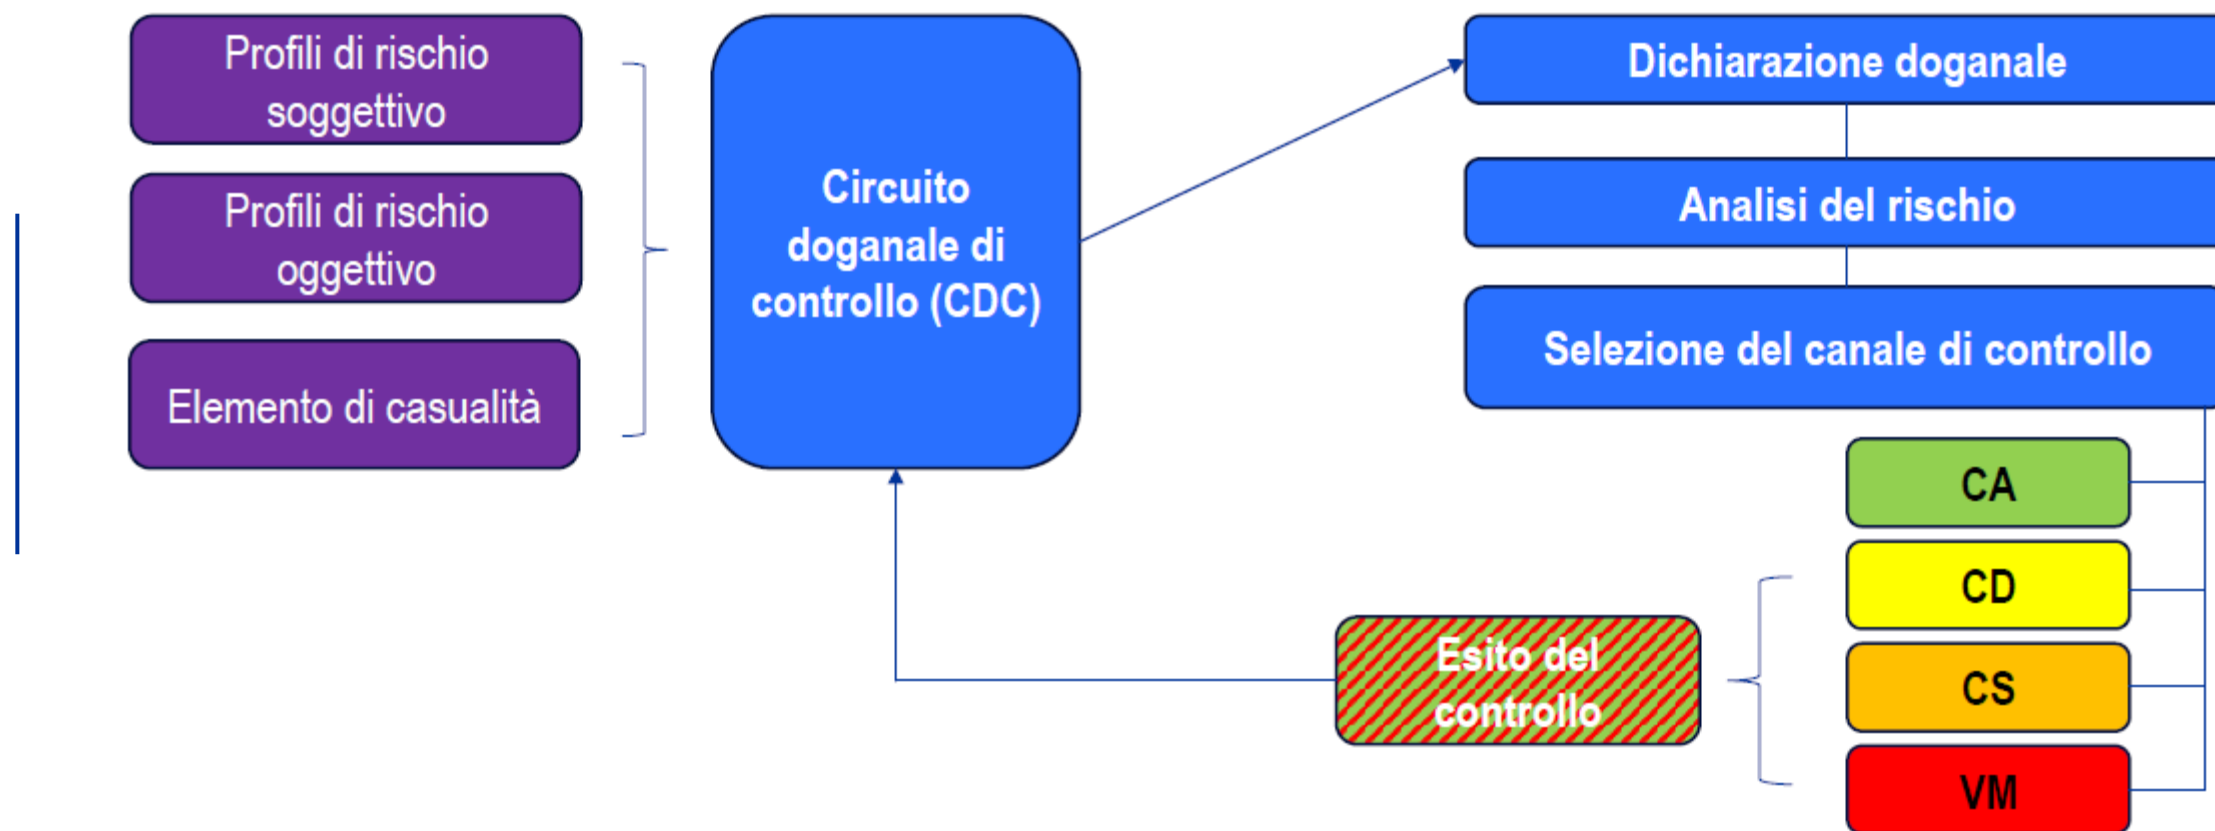 Profili di rischio
soggettivo
Profili di rischio
oggettivo
Elemento di casualità
Circuito
doganale di
controllo (CDC)
Dichiarazione doganale
Analisi del rischio
Selezione del canale di controllo
CA
CD
CS
VM
Esito del
controllo